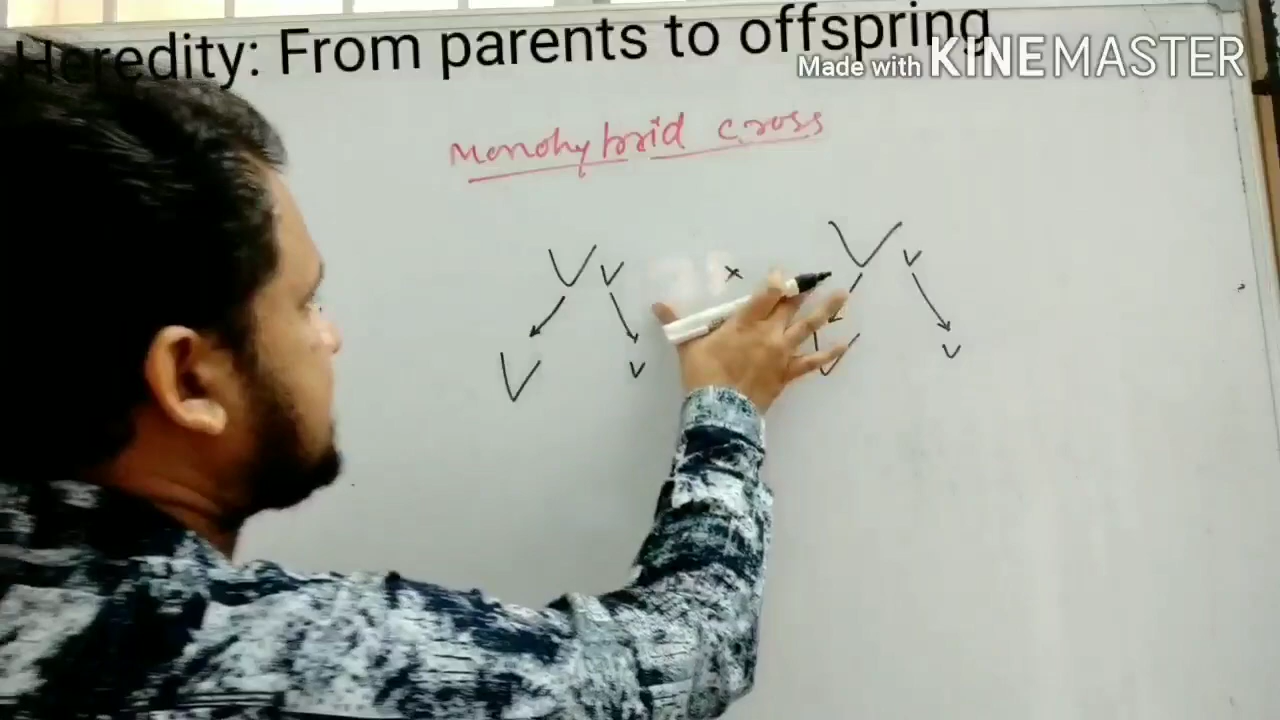 Heredity: From parents to offspring
Made with KINEMASTER
Monohybrid cross
V v × V v
V v V v